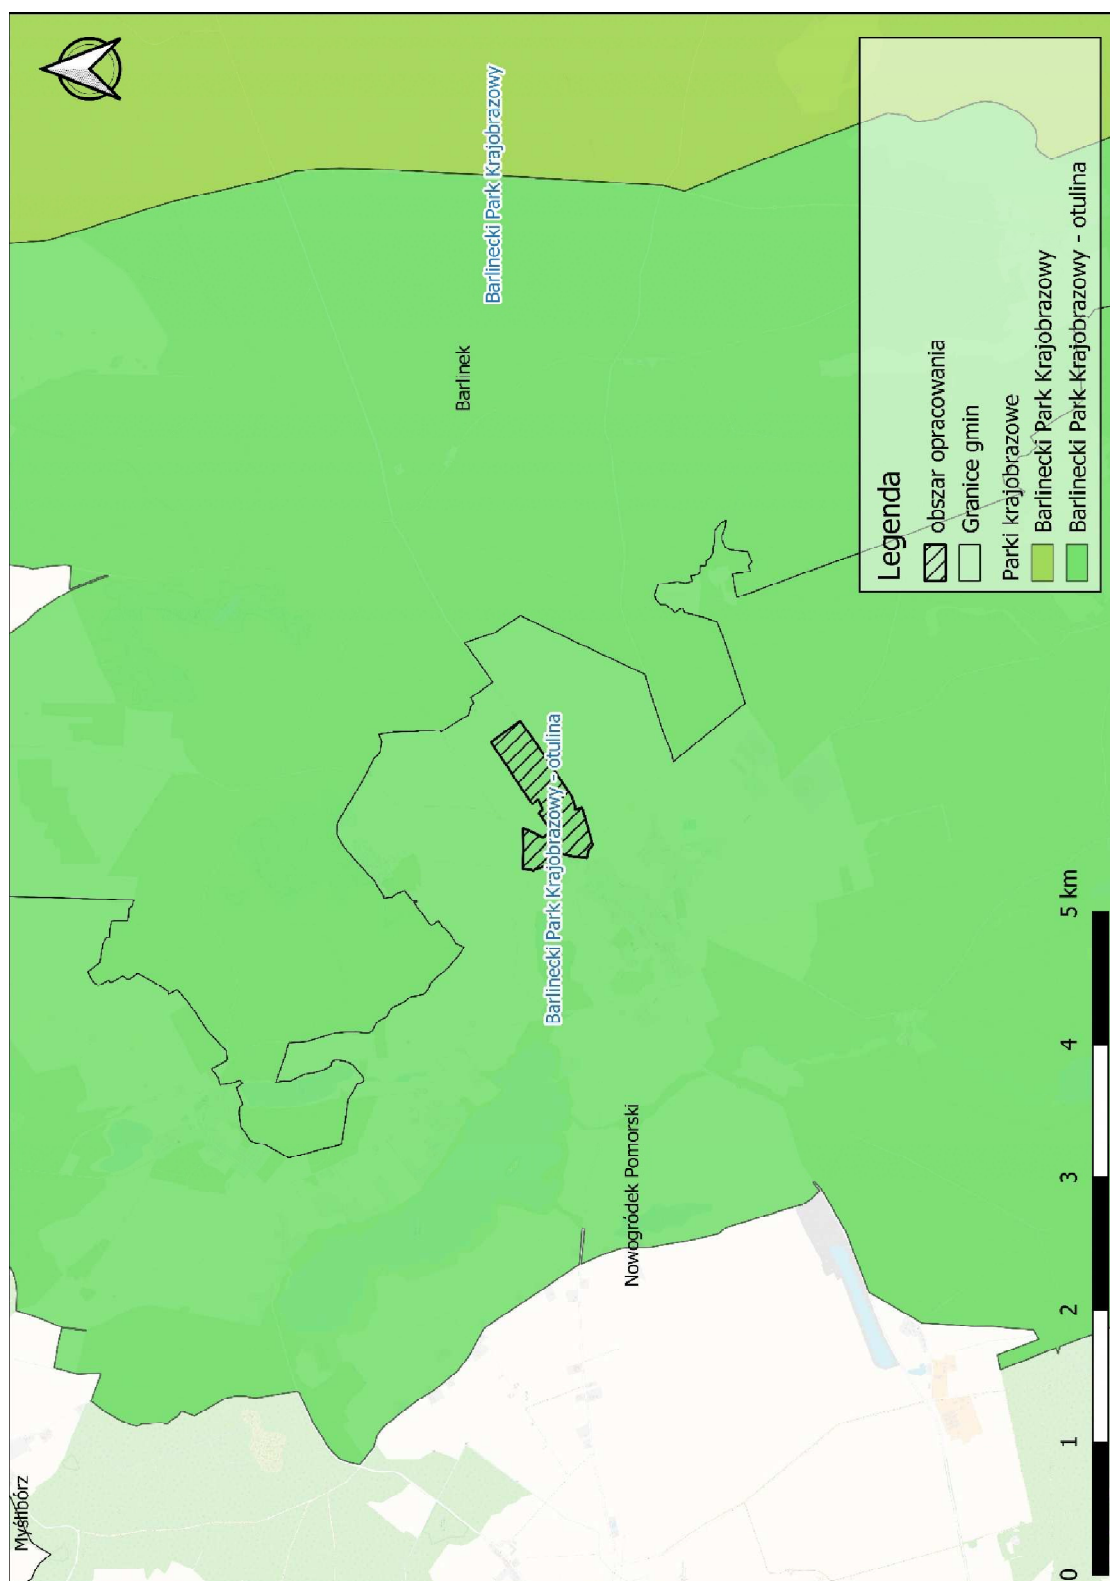 Myślibórz
Barlinecki Park Krajobrazowy
Barlinek
Barlinecki Park Krajobrazowy - otulina
Nowogródek Pomorski
Legenda
obszar opracowania
Granice gmin
Parki krajobrazowe
Barlinecki Park Krajobrazowy
Barlinecki Park Krajobrazowy - otulina
0 1 2 3 4 5 km